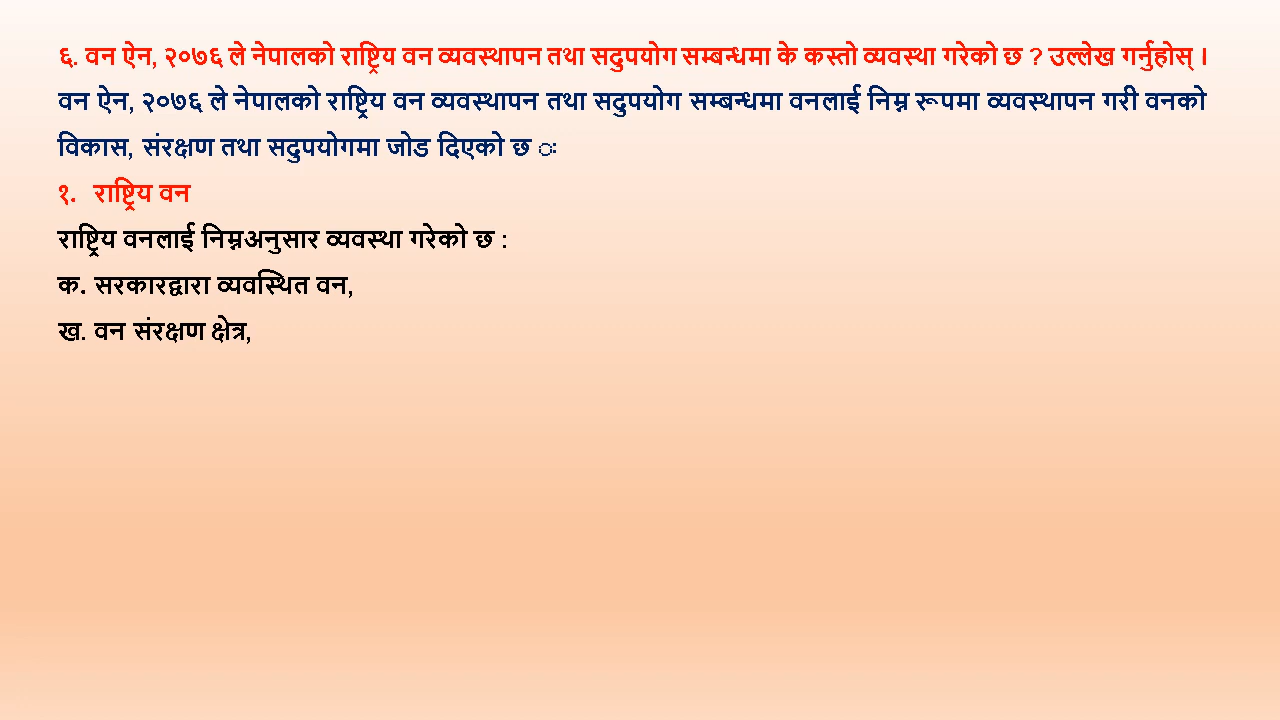 ६. वन ऐन, २०७६ ले नेपालको राष्ट्रिय वन व्यवस्थापन तथा सदुपयोग सम्बन्धमा के कस्तो व्यवस्था गरेको छ ? उल्लेख गर्नुहोस् ।
वन ऐन, २०७६ ले नेपालको राष्ट्रिय वन व्यवस्थापन तथा सदुपयोग सम्बन्धमा वनलाई निम्न रूपमा व्यवस्थापन गरी वनको
विकास, संरक्षण तथा सदुपयोगमा जोड दिएको छ ः
१. राष्ट्रिय वन
राष्ट्रिय वनलाई निम्नअनुसार व्यवस्था गरेको छ :
क. सरकारद्वारा व्यवस्थित वन,
ख. वन संरक्षण क्षेत्र,